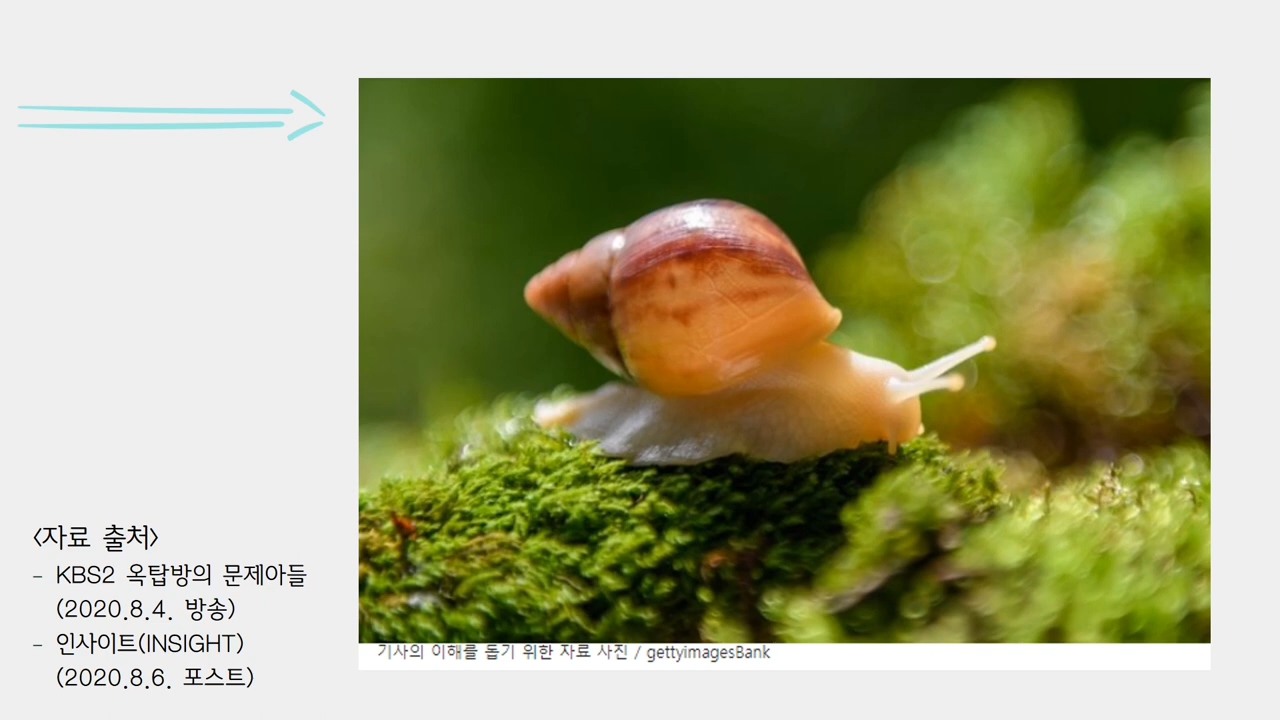 <자료 출처>
- KBS2 옥탑방의 문제아들
(2020.8.4. 방송)
- 인사이트(INSIGHT)
(2020.8.6. 포스트)
기사의 이해를 돕기 위한 자료 사진 / gettyimagesBank